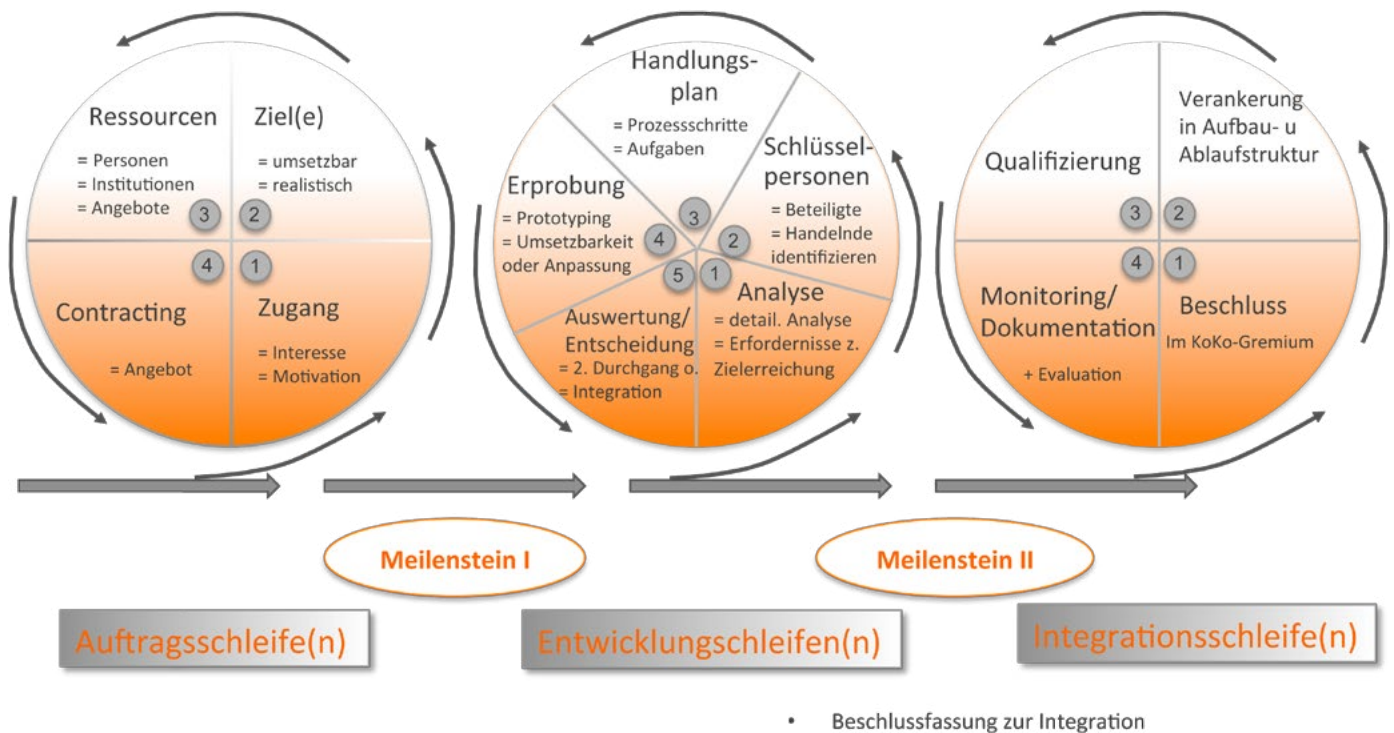 Ressourcen
= Personen
= Institutionen
= Angebote
3
Ziel(e)
= umsetzbar
= realistisch
2
4
Contracting
= Angebot
1
Zugang
= Interesse
= Motivation
Handlungs-
plan
= Prozessschritte
= Aufgaben
3
Schlüssel-
personen
= Beteiligte
= Handelnde
identifizieren
2
Erprobung
= Prototyping
= Umsetzbarkeit
oder Anpassung
4
5
Auswertung/
Entscheidung
= 2. Durchgang o.
= Integration
1
Analyse
= detail. Analyse
= Erfordernisse z.
Zielerreichung
Qualifizierung
3
Verankerung
in Aufbau- u
Ablaufstruktur
2
4
Monitoring/
Dokumentation
+ Evaluation
1
Beschluss
Im KoKo-Gremium
Meilenstein I
Meilenstein II
Auftragsschleife(n)
Entwicklungschleifen(n)
Integrationsschleife(n)
• Beschlussfassung zur Integration